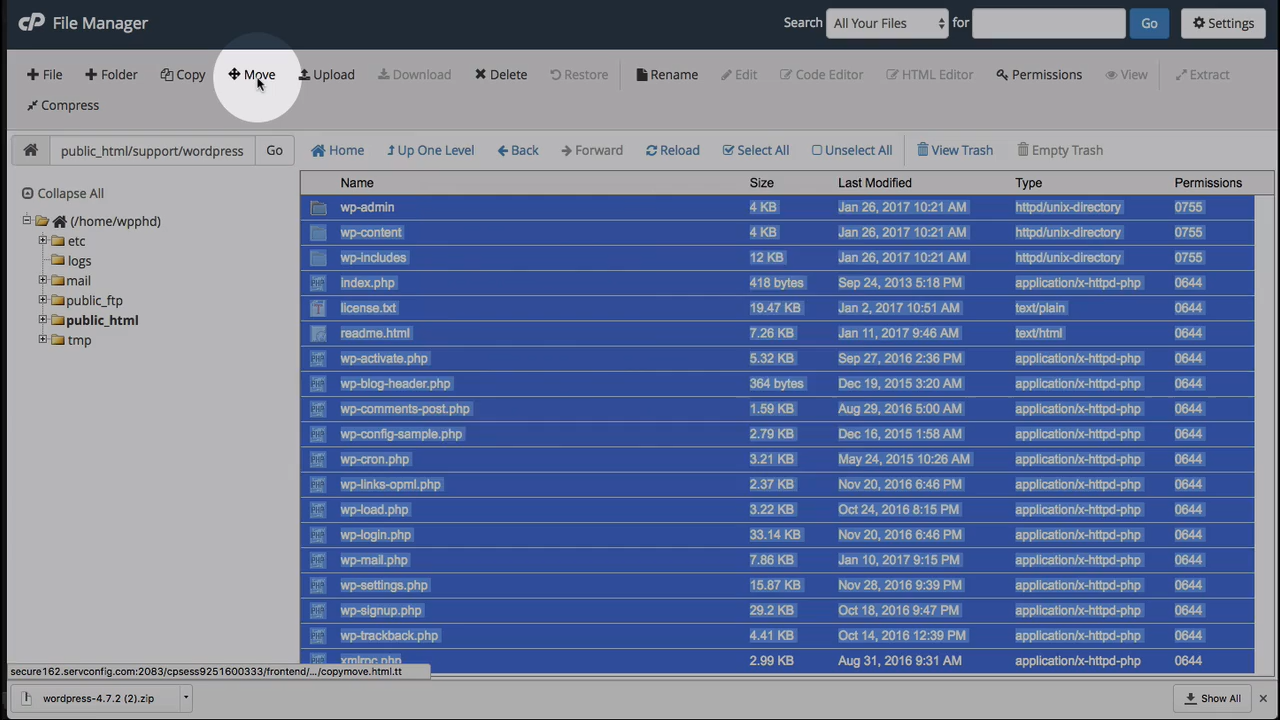 cP File Manager
Search All Your Files for Go Settings
File Folder Copy Move Upload Download Delete Restore Rename Edit Code Editor HTML Editor Permissions View Extract
Compress
public_html/support/wordpress Go Home Up One Level Back Forward Reload Select All Unselect All View Trash Empty Trash
Collapse All
(/home/wpphd)
etc
logs
mail
public_ftp
public_html
tmp
Name Size Last Modified Type Permissions
wp-admin 4 KB Jan 26, 2017 10:21 AM httpd/unix-directory 0755
wp-content 4 KB Jan 26, 2017 10:21 AM httpd/unix-directory 0755
wp-includes 12 KB Jan 26, 2017 10:21 AM httpd/unix-directory 0755
index.php 418 bytes Sep 24, 2013 5:18 PM application/x-httpd-php 0644
license.txt 19.47 KB Jan 2, 2017 10:51 AM text/plain 0644
readme.html 7.26 KB Jan 11, 2017 9:46 AM text/html 0644
wp-activate.php 5.32 KB Sep 27, 2016 2:36 PM application/x-httpd-php 0644
wp-blog-header.php 364 bytes Dec 19, 2015 3:20 AM application/x-httpd-php 0644
wp-comments-post.php 1.59 KB Aug 29, 2016 5:00 AM application/x-httpd-php 0644
wp-config-sample.php 2.79 KB Dec 16, 2015 1:58 AM application/x-httpd-php 0644
wp-cron.php 3.21 KB May 24, 2015 10:26 AM application/x-httpd-php 0644
wp-links-opml.php 2.37 KB Nov 20, 2016 6:46 PM application/x-httpd-php 0644
wp-load.php 3.22 KB Oct 24, 2016 8:15 PM application/x-httpd-php 0644
wp-login.php 33.14 KB Nov 20, 2016 6:46 PM application/x-httpd-php 0644
wp-mail.php 7.86 KB Jan 10, 2017 9:15 PM application/x-httpd-php 0644
wp-settings.php 15.87 KB Nov 28, 2016 9:39 PM application/x-httpd-php 0644
wp-signup.php 29.2 KB Oct 18, 2016 9:47 PM application/x-httpd-php 0644
wp-trackback.php 4.41 KB Oct 14, 2016 12:39 PM application/x-httpd-php 0644
xmlrpc.php 2.99 KB Aug 31, 2016 9:31 AM application/x-httpd-php 0644
secure162.servconfig.com:2083/cpsess9251600333/frontend/.../copymove.html.tt
wordpress-4.7.2 (2).zip Show All